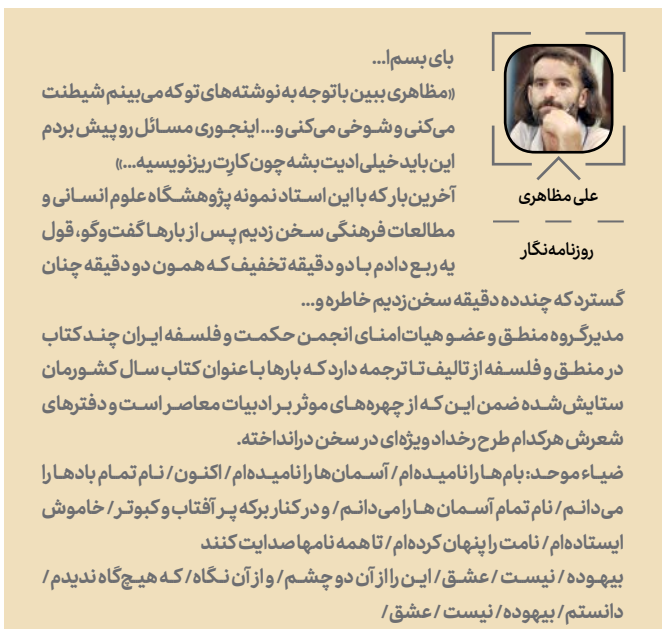 علی مظاهری
روزنامه‌نگار
بای بسم‌ا...
«مظاهری ببین با توجه به نوشته‌های تو که می‌بینم شیطنت
می‌کنی و شوخی می‌کنی و... اینجوری مسائل رو پیش بردم
این باید خیلی ادیت بشه چون کارِت ریزنویسیه...»
آخرین‌بار که با این استاد نمونه پژوهشگاه علوم انسانی و
مطالعات فرهنگی سخن زدیم پس از بارها گفت‌وگو، قول
یه ربع دادم با دو دقیقه تخفیف که همون دو دقیقه چنان
گسترد که چندده دقیقه سخن‌زدیم خاطره و...
مدیرگروه منطق و عضو هیات‌امنای انجمن حکمت و فلسفه ایران چند کتاب
در منطق و فلسفه از تالیف تا ترجمه دارد که بارها با عنوان کتاب سال کشورمان
ستایش‌شده ضمن این که از چهره‌های موثر بر ادبیات معاصر است و دفترهای
شعرش هرکدام طرح رخداد ویژه‌ای در سخن درانداخته.
ضیاء موحد: بام‌ها را نامیده‌ام/ آسمان‌ها را نامیده‌ام/ اکنون/ نام تمام بادها را
می‌دانم/ نام تمام آسمان‌ها را می‌دانم/ و در کنار برکه پر آفتاب و کبوتر/ خاموش
ایستاده‌ام/ نامت را پنهان کرده‌ام/ تا همه نامها صدایت کنند
بیهوده/ نیست/ عشق/ این را از آن دو چشم/ و از آن نگاه/ که هیچ‌گاه ندیدم/
دانستم/ بیهوده/ نیست/ عشق/